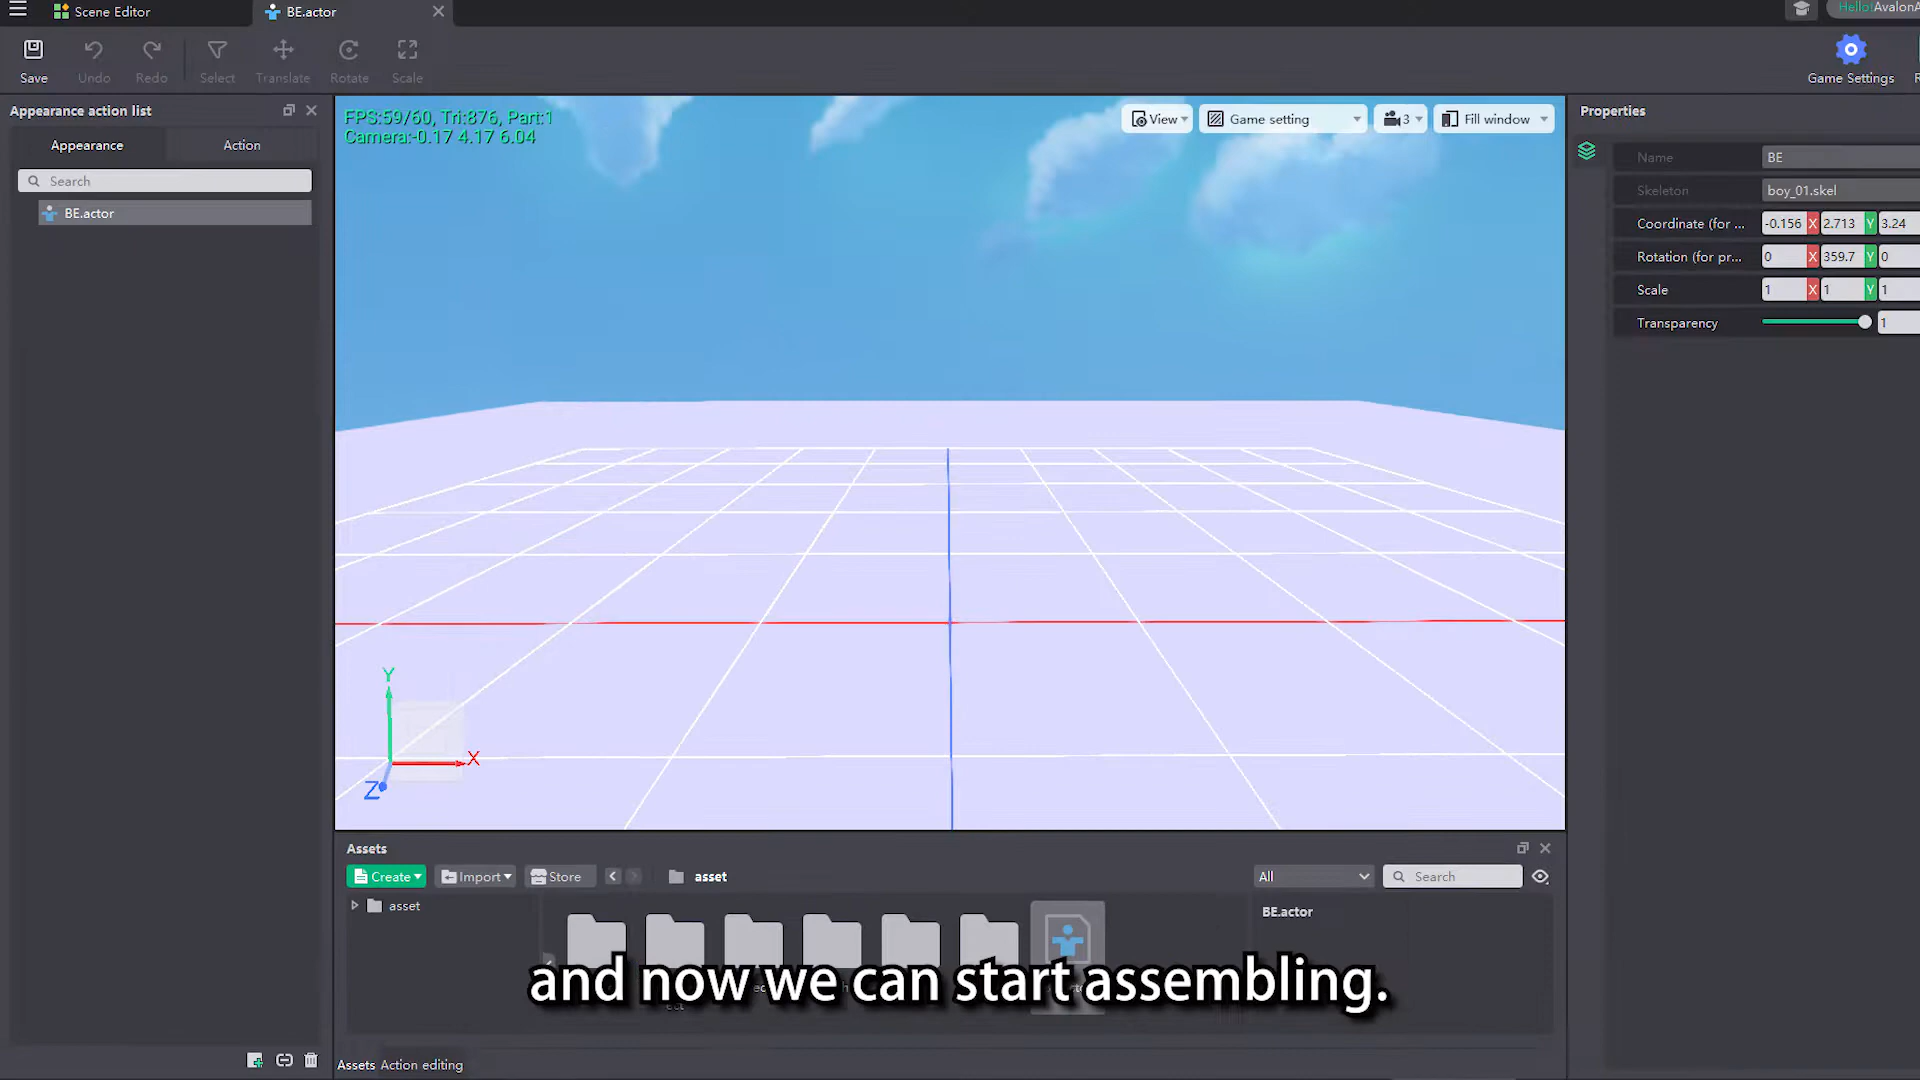 Scene Editor
BE.actor
Hello!AvalonA
Save
Undo
Redo
Select
Translate
Rotate
Scale
Game Settings
Appearance action list
Appearance
Action
Search
BE.actor
FPS:59/60, Tri:876, Part:1
Camera:-0.17 4.17 6.04
View
Game setting
3
Fill window
Y
X
Z
Properties
Name
BE
Skeleton
boy_01.skel
Coordinate (for ...
-0.156 X 2.713 Y 3.24
Rotation (for pr...
0 X 359.7 Y 0
Scale
1 X 1 Y 1
Transparency
1
Assets
Create
Import
Store
asset
All
Search
asset
BE.actor
and now we can start assembling.
Assets Action editing